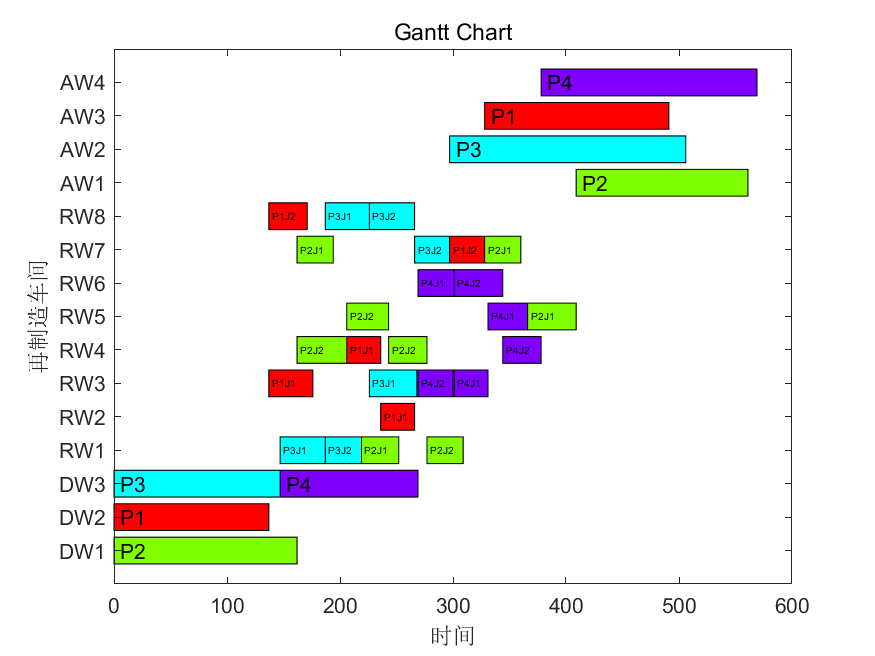 Gantt Chart
AW4 P4
AW3 P1
AW2 P3
AW1 P2
RW8 P1J2 P3J1 P3J2
RW7 P2J1 P3J2 P1J2 P2J1
RW6 P4J1 P4J2
RW5 P2J2 P4J1 P2J1
RW4 P2J2 P1J1 P2J2 P4J2
RW3 P1J1 P3J1 P4J2 P4J1
RW2 P1J1
RW1 P3J1 P3J2 P2J1 P2J2
DW3 P3 P4
DW2 P1
DW1 P2
0 100 200 300 400 500 600
时间
再制造车间